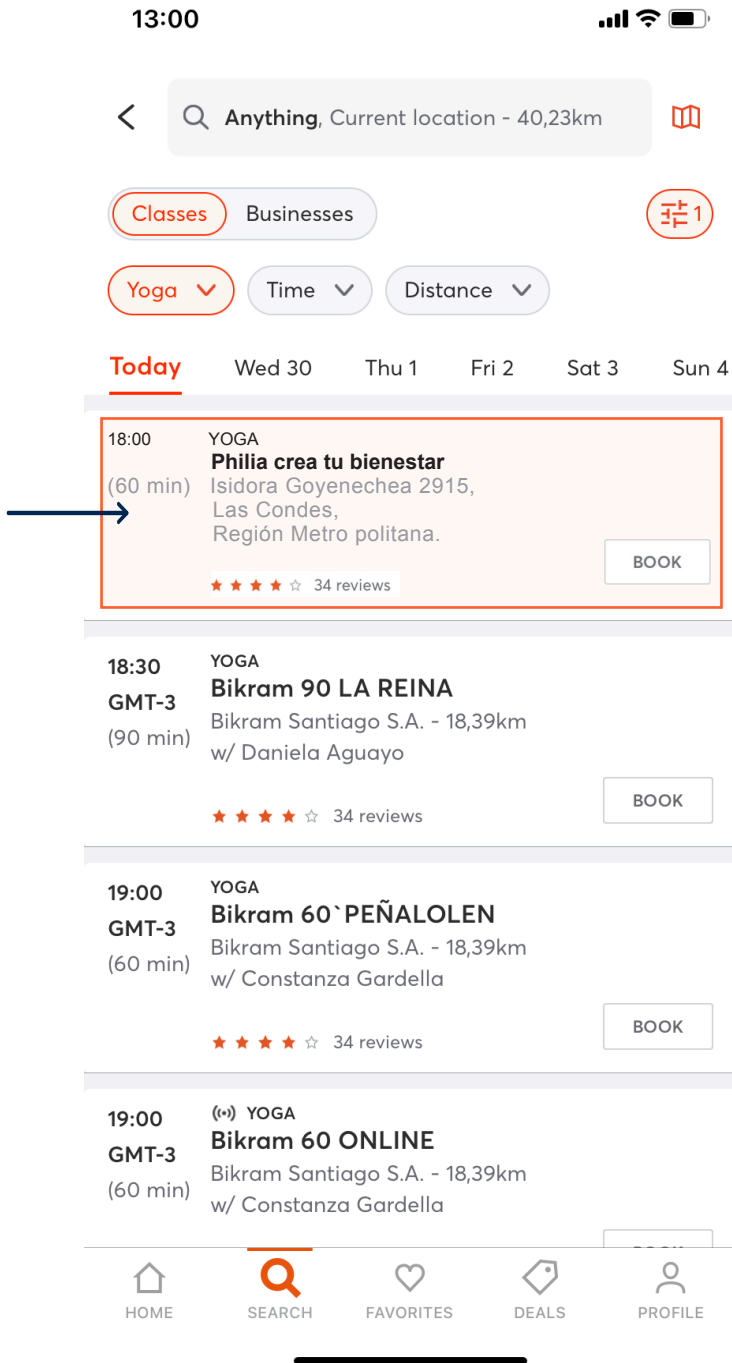 13:00
Anything, Current location - 40,23km
Classes Businesses 1
Yoga Time Distance
Today Wed 30 Thu 1 Fri 2 Sat 3 Sun 4
18:00 YOGA
Philia crea tu bienestar
(60 min) Isidora Goyenechea 2915,
Las Condes,
Región Metro politana.
BOOK
34 reviews
18:30 YOGA
GMT-3 Bikram 90 LA REINA
(90 min) Bikram Santiago S.A. - 18,39km
w/ Daniela Aguayo
BOOK
34 reviews
19:00 YOGA
GMT-3 Bikram 60`PEÑALOLEN
(60 min) Bikram Santiago S.A. - 18,39km
w/ Constanza Gardella
BOOK
34 reviews
19:00 YOGA
GMT-3 Bikram 60 ONLINE
(60 min) Bikram Santiago S.A. - 18,39km
w/ Constanza Gardella
HOME SEARCH FAVORITES DEALS PROFILE